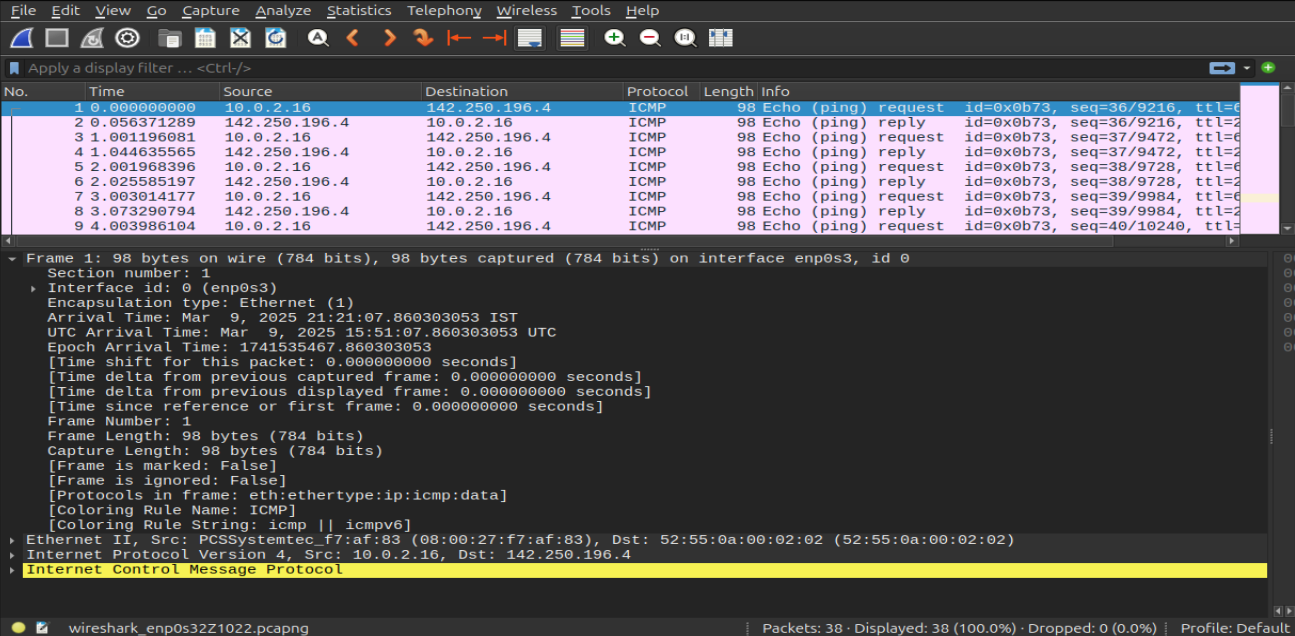 File Edit View Go Capture Analyze Statistics Telephony Wireless Tools Help
Apply a display filter … <Ctrl-/>
No. Time Source Destination Protocol Length Info
1 0.000000000 10.0.2.16 142.250.196.4 ICMP 98 Echo (ping) request id=0x0b73, seq=36/9216, ttl=6
2 0.056371289 142.250.196.4 10.0.2.16 ICMP 98 Echo (ping) reply id=0x0b73, seq=36/9216, ttl=2
3 1.001196081 10.0.2.16 142.250.196.4 ICMP 98 Echo (ping) request id=0x0b73, seq=37/9472, ttl=6
4 1.044635565 142.250.196.4 10.0.2.16 ICMP 98 Echo (ping) reply id=0x0b73, seq=37/9472, ttl=2
5 2.001968396 10.0.2.16 142.250.196.4 ICMP 98 Echo (ping) request id=0x0b73, seq=38/9728, ttl=6
6 2.025585197 142.250.196.4 10.0.2.16 ICMP 98 Echo (ping) reply id=0x0b73, seq=38/9728, ttl=2
7 3.003014177 10.0.2.16 142.250.196.4 ICMP 98 Echo (ping) request id=0x0b73, seq=39/9984, ttl=6
8 3.073290794 142.250.196.4 10.0.2.16 ICMP 98 Echo (ping) reply id=0x0b73, seq=39/9984, ttl=2
9 4.003986104 10.0.2.16 142.250.196.4 ICMP 98 Echo (ping) request id=0x0b73, seq=40/10240, ttl=
Frame 1: 98 bytes on wire (784 bits), 98 bytes captured (784 bits) on interface enp0s3, id 0
Section number: 1
Interface id: 0 (enp0s3)
Encapsulation type: Ethernet (1)
Arrival Time: Mar  9, 2025 21:21:07.860303053 IST
UTC Arrival Time: Mar  9, 2025 15:51:07.860303053 UTC
Epoch Arrival Time: 1741535467.860303053
[Time shift for this packet: 0.000000000 seconds]
[Time delta from previous captured frame: 0.000000000 seconds]
[Time delta from previous displayed frame: 0.000000000 seconds]
[Time since reference or first frame: 0.000000000 seconds]
Frame Number: 1
Frame Length: 98 bytes (784 bits)
Capture Length: 98 bytes (784 bits)
[Frame is marked: False]
[Frame is ignored: False]
[Protocols in frame: eth:ethertype:ip:icmp:data]
[Coloring Rule Name: ICMP]
[Coloring Rule String: icmp || icmpv6]
Ethernet II, Src: PCSSystemtec_f7:af:83 (08:00:27:f7:af:83), Dst: 52:55:0a:00:02:02 (52:55:0a:00:02:02)
Internet Protocol Version 4, Src: 10.0.2.16, Dst: 142.250.196.4
Internet Control Message Protocol
wireshark_enp0s32Z1022.pcapng Packets: 38 · Displayed: 38 (100.0%) · Dropped: 0 (0.0%) Profile: Default